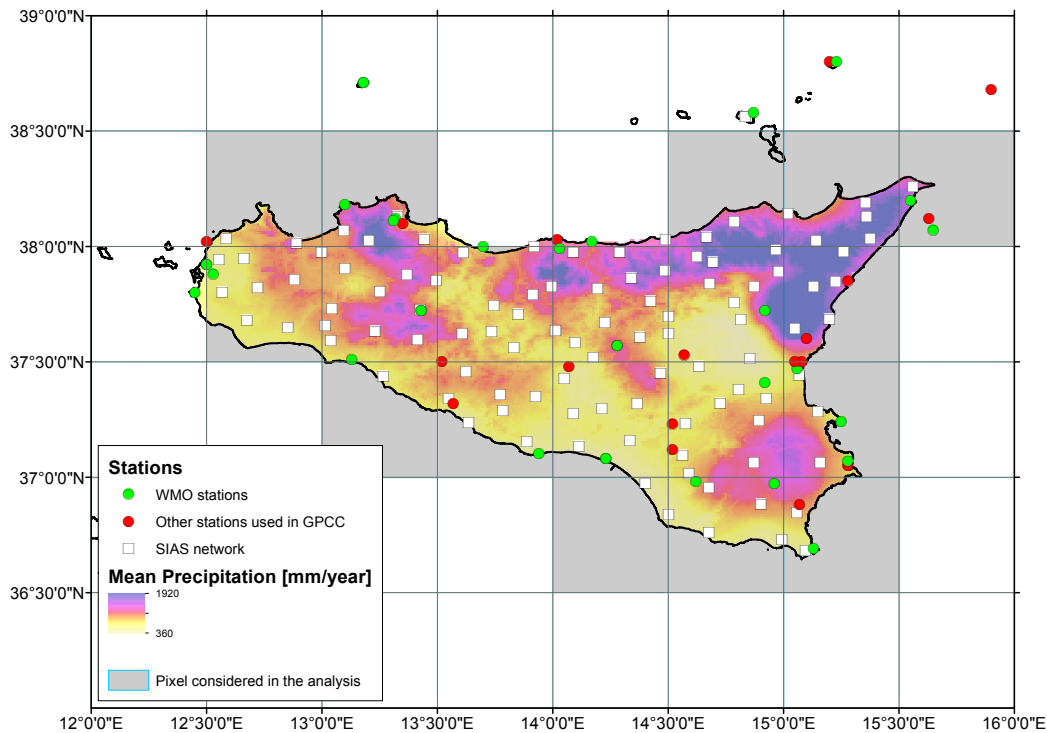 39°0'0"N
38°30'0"N
38°0'0"N
37°30'0"N
37°0'0"N
36°30'0"N
Stations
WMO stations
Other stations used in GPCC
SIAS network
Mean Precipitation [mm/year]
1920
360
Pixel considered in the analysis
12°0'0"E 12°30'0"E 13°0'0"E 13°30'0"E 14°0'0"E 14°30'0"E 15°0'0"E 15°30'0"E 16°0'0"E